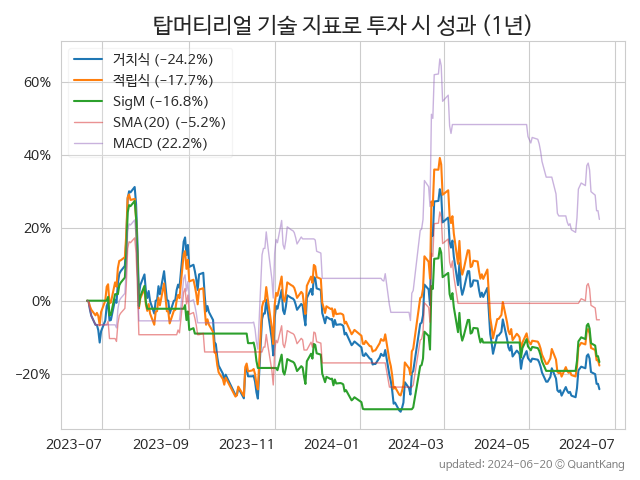 탑머티리얼 기술 지표로 투자 시 성과 (1년)
거치식 (−24.2%)
적립식 (−17.7%)
SigM (−16.8%)
SMA(20) (−5.2%)
MACD (22.2%)
60%
40%
20%
0%
−20%
2023-07 2023-09 2023-11 2024-01 2024-03 2024-05 2024-07
updated: 2024-06-20 © QuantKang